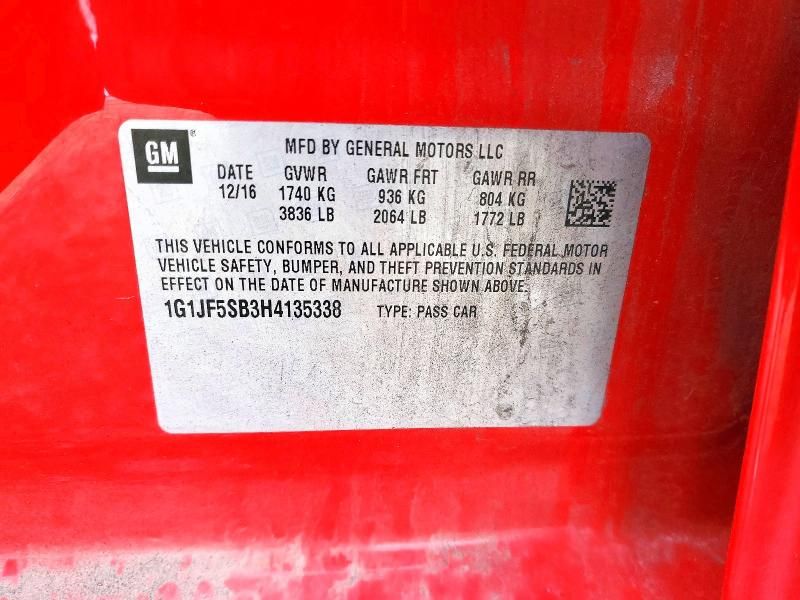 GM®
MFD BY GENERAL MOTORS LLC
DATE GVWR GAWR FRT GAWR RR
12/16 1740 KG 936 KG 804 KG
3836 LB 2064 LB 1772 LB
THIS VEHICLE CONFORMS TO ALL APPLICABLE U.S. FEDERAL MOTOR
VEHICLE SAFETY, BUMPER, AND THEFT PREVENTION STANDARDS IN
EFFECT ON THE DATE OF MANUFACTURE SHOWN ABOVE.
1G1JF5SB3H4135338 TYPE: PASS CAR